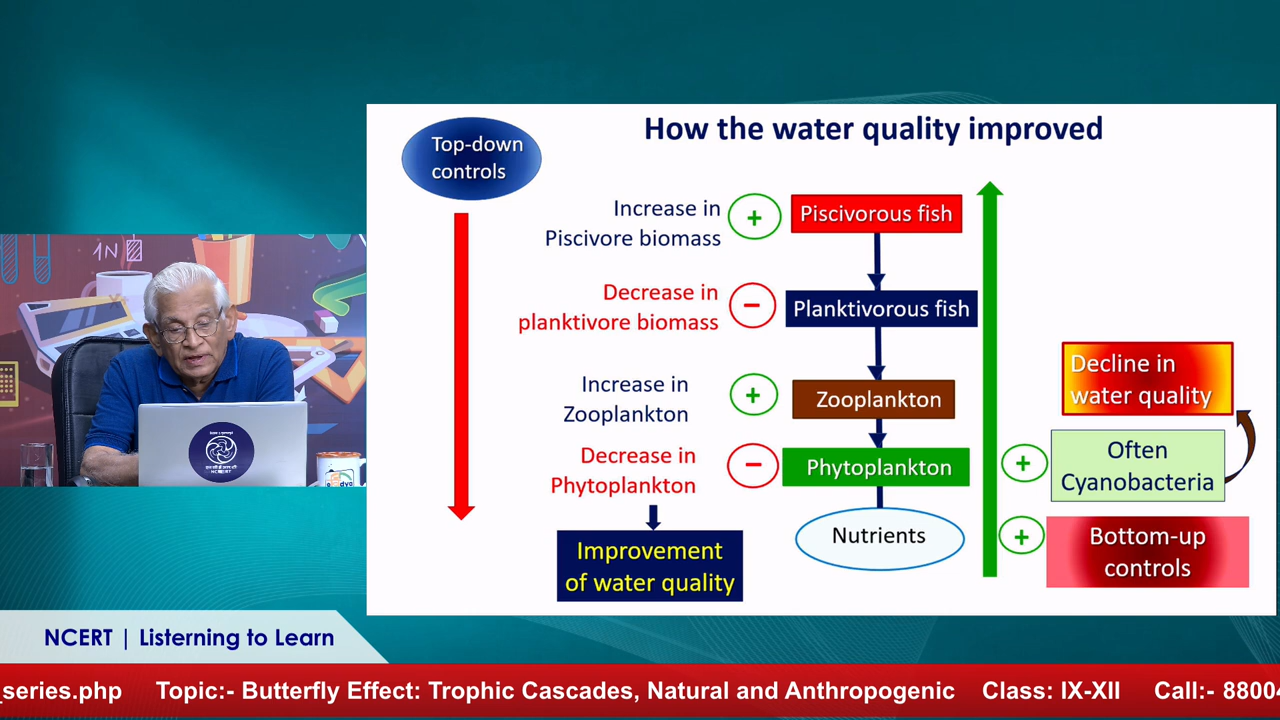 How the water quality improved
Top-down
controls
Increase in
Piscivore biomass
+
Piscivorous fish
Decrease in
planktivore biomass
−
Planktivorous fish
Increase in
Zooplankton
+
Zooplankton
Decrease in
Phytoplankton
−
Phytoplankton
Nutrients
Improvement
of water quality
Decline in
water quality
+
Often
Cyanobacteria
+
Bottom-up
controls
1N
NCERT
NCERT | Listerning to Learn
_series.php Topic:- Butterfly Effect: Trophic Cascades, Natural and Anthropogenic Class: IX-XII Call:- 8800